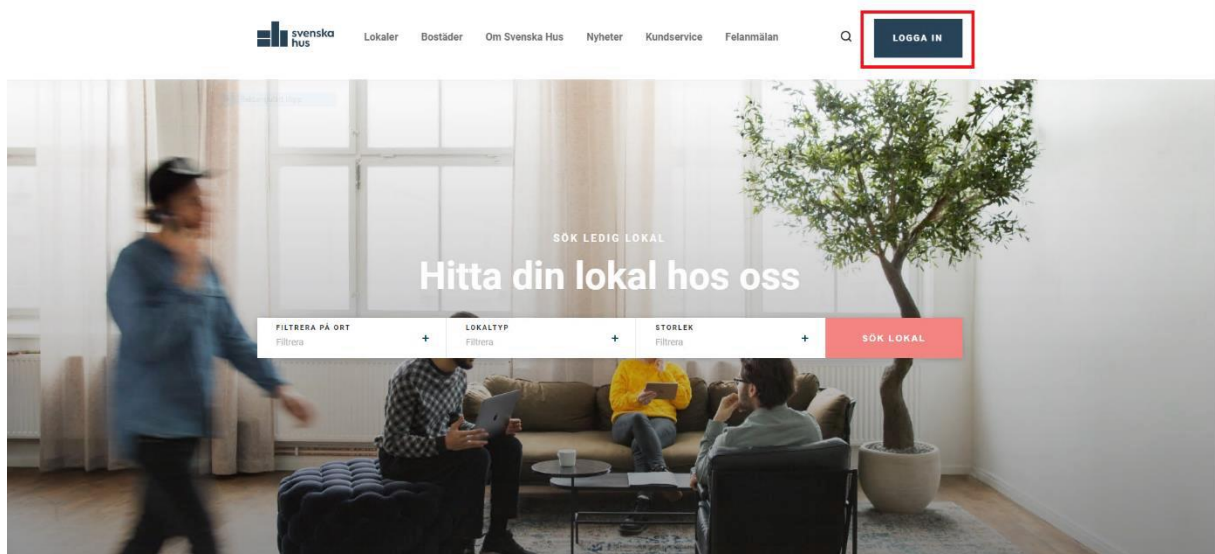 svenska
hus
Lokaler Bostäder Om Svenska Hus Nyheter Kundservice Felanmälan LOGGA IN
SÖK LEDIG LOKAL
Hitta din lokal hos oss
FILTRERA PÅ ORT LOKALTYP STORLEK
Filtrera + Filtrera + Filtrera + SÖK LOKAL